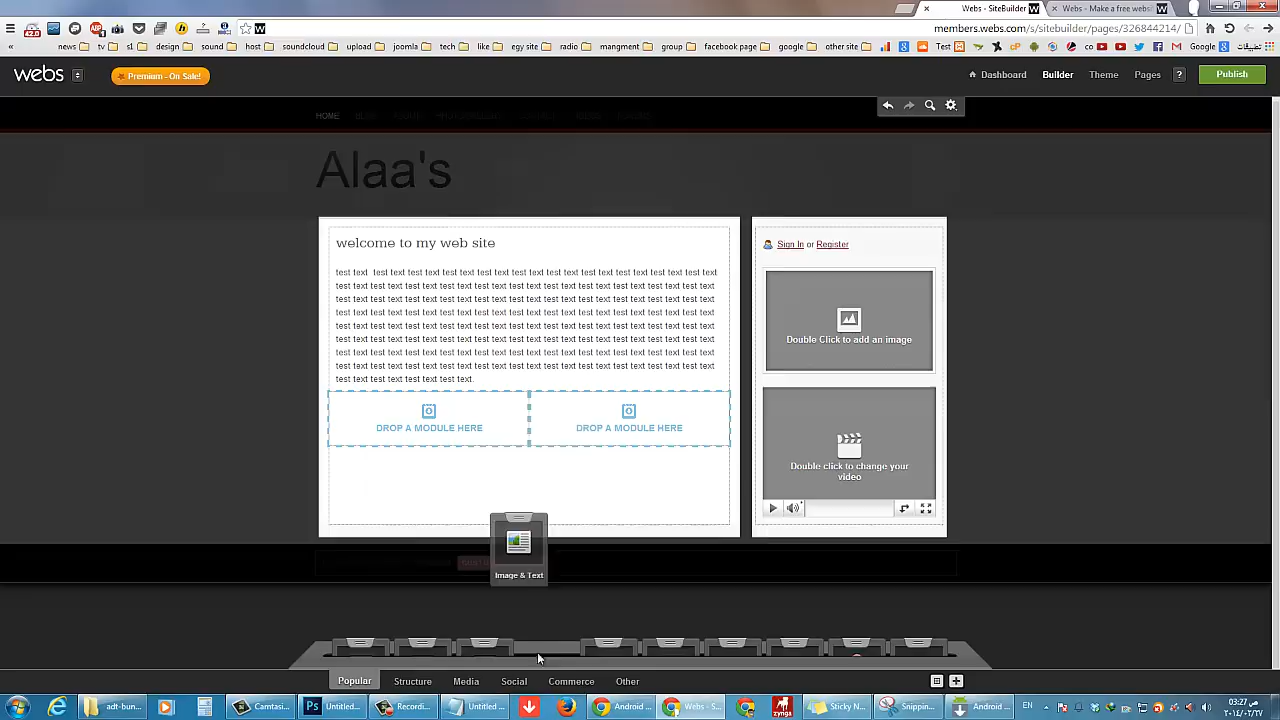 Webs - SiteBuilder
Webs - Make a free websi
members.webs.com/s/sitebuilder/pages/326844214/
news tv s1 design sound host soundcloud upload joomla tech like egy site radio mangment group facebook page google other site Test cP co Google تطبيقات
webs
Premium - On Sale!
Dashboard Builder Theme Pages ? Publish
HOME
Alaa's
welcome to my web site
test text test text test text test text test text test text test text test text test text test text test text
test text test text test text test text test text test text test text test text test text test text test text
test text test text test text test text test text test text test text test text test text test text test text
test text test text test text test text test text test text test text test text test text test text test text
test text test text test text test text test text test text test text test text test text test text test text
test text test text test text test text test text test text test text test text test text test text test text
test text test text test text test text test text test text test text test text test text test text test text
test text test text test text test text test text test text test text test text test text test text test text
test text test text test text test text.
DROP A MODULE HERE
DROP A MODULE HERE
Sign In or Register
Double Click to add an image
Double click to change your
video
Image & Text
Popular Structure Media Social Commerce Other
adt-bun... Camtasi... Untitled... Recordi... Untitled ... Android ... Webs - S... zynga Sticky N... Snippin... Android ... EN
03:27 ص